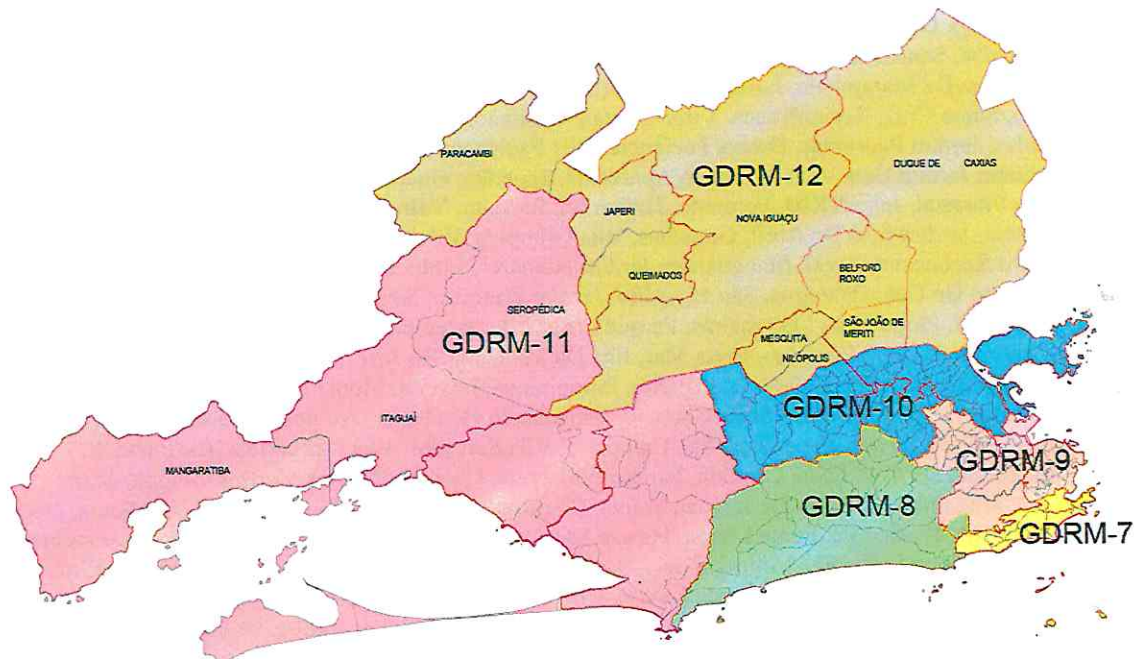 PARACAMBI
DUQUE DE CAXIAS
GDRM-12
JAPERI
NOVA IGUAÇU
QUEIMADOS
BELFORD
ROXO
SEROPÉDICA
GDRM-11
SÃO JOÃO DE
MERITI
MESQUITA
NILÓPOLIS
GDRM-10
ITAGUAÍ
GDRM-9
MANGARATIBA
GDRM-8
GDRM-7